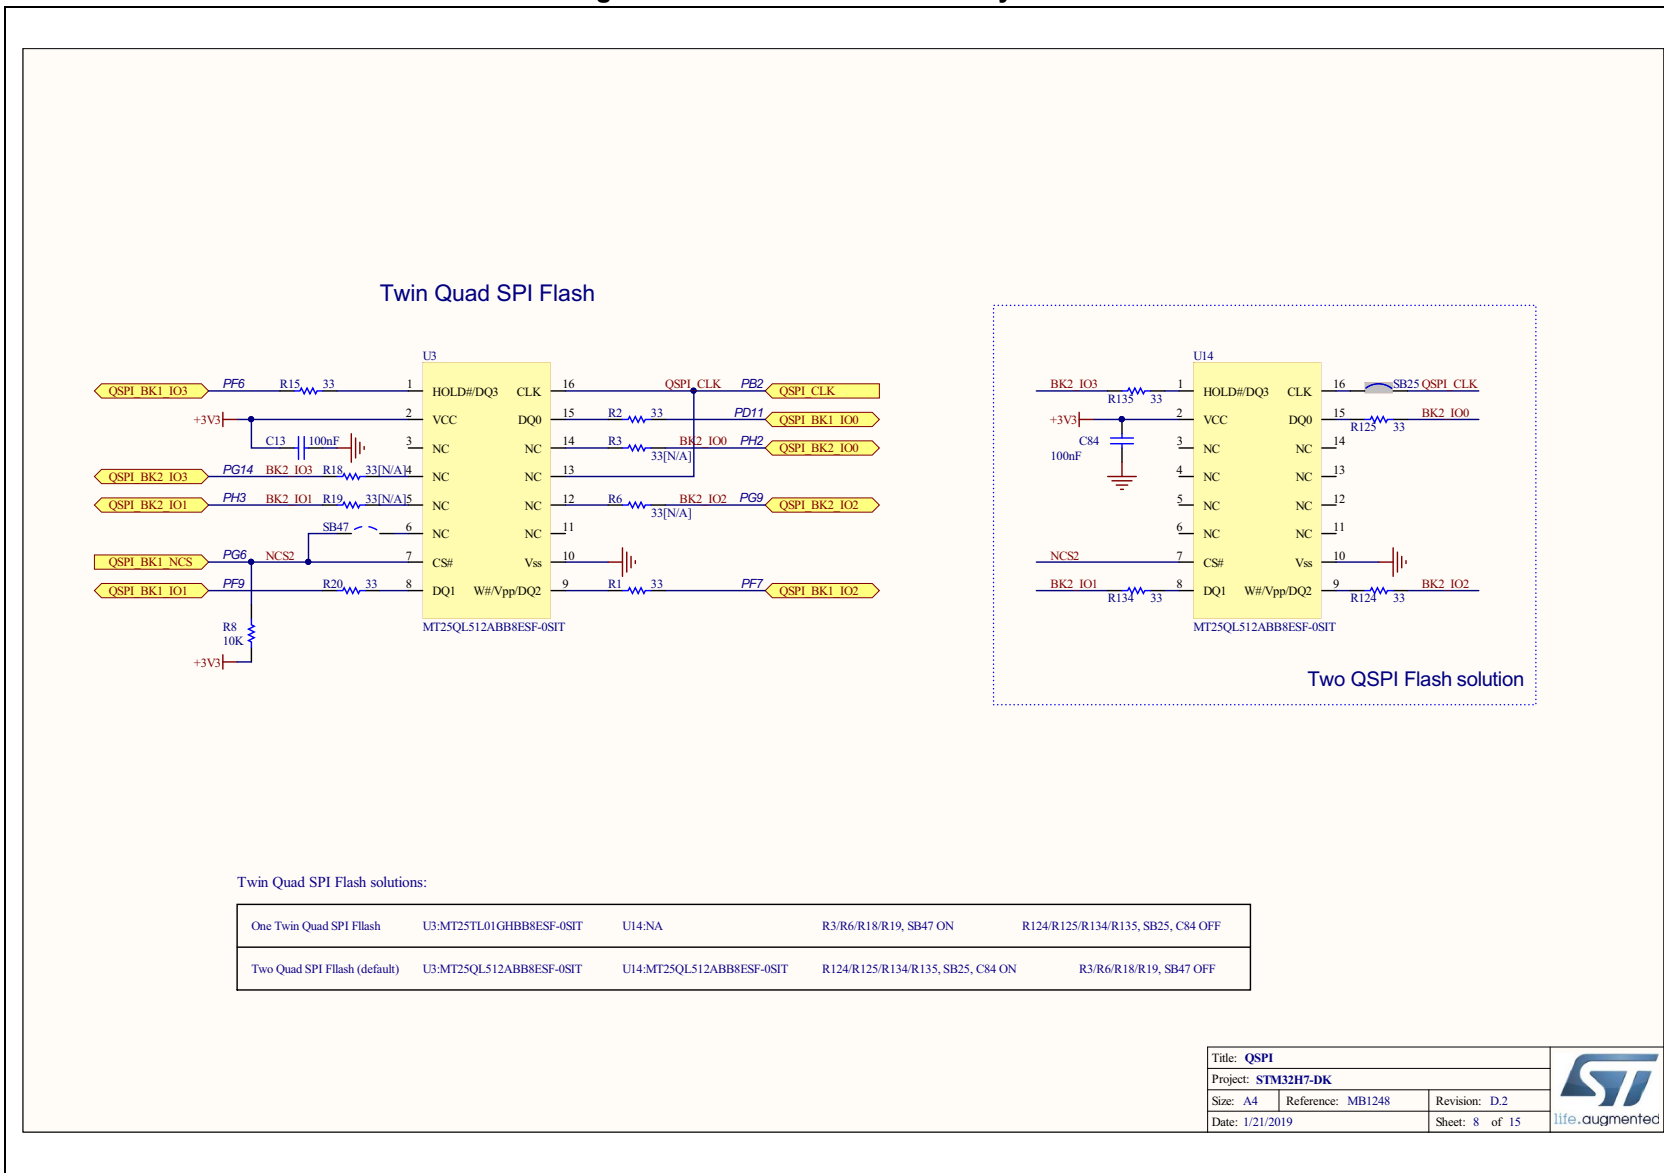 Twin Quad SPI Flash
U3
QSPI_BK1_IO3 PF6 R15 33 1 HOLD#/DQ3 CLK 16 QSPI_CLK PB2 QSPI_CLK
+3V3 2 VCC DQ0 15 R2 33 PD11 QSPI_BK1_IO0
C13 100nF 3 NC NC 14 R3 33[N/A] BK2_IO0 PH2 QSPI_BK2_IO0
QSPI_BK2_IO3 PG14 BK2_IO3 R18 33[N/A] 4 NC NC 13
QSPI_BK2_IO1 PH3 BK2_IO1 R19 33[N/A] 5 NC NC 12 R6 33[N/A] BK2_IO2 PG9 QSPI_BK2_IO2
SB47 6 NC NC 11
QSPI_BK1_NCS PG6 NCS2 7 CS# Vss 10
QSPI_BK1_IO1 PF9 R20 33 8 DQ1 W#/Vpp/DQ2 9 R1 33 PF7 QSPI_BK1_IO2
MT25QL512ABB8ESF-0SIT
R8
10K
+3V3
U14
BK2_IO3 R135 33 1 HOLD#/DQ3 CLK 16 SB25 QSPI_CLK
+3V3 2 VCC DQ0 15 R125 33 BK2_IO0
C84 3 NC NC 14
100nF
4 NC NC 13
5 NC NC 12
6 NC NC 11
NCS2 7 CS# Vss 10
BK2_IO1 R134 33 8 DQ1 W#/Vpp/DQ2 9 R124 33 BK2_IO2
MT25QL512ABB8ESF-0SIT
Two QSPI Flash solution
Twin Quad SPI Flash solutions:
One Twin Quad SPI Fllash U3:MT25TL01GHBB8ESF-0SIT U14:NA R3/R6/R18/R19, SB47 ON R124/R125/R134/R135, SB25, C84 OFF
Two Quad SPI Fllash (default) U3:MT25QL512ABB8ESF-0SIT U14:MT25QL512ABB8ESF-0SIT R124/R125/R134/R135, SB25, C84 ON R3/R6/R18/R19, SB47 OFF
Title: QSPI
Project: STM32H7-DK
Size: A4 Reference: MB1248 Revision: D.2
Date: 1/21/2019 Sheet: 8 of 15
ST
life.augmented